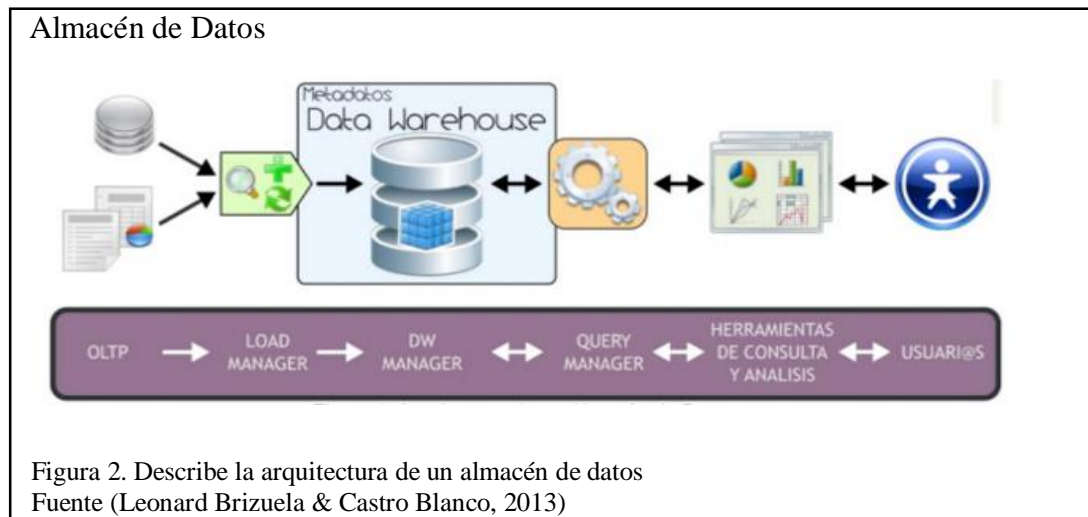 Almacén de Datos
Metadatos
Data Warehouse
OLTP
LOAD
MANAGER
DW
MANAGER
QUERY
MANAGER
HERRAMIENTAS
DE CONSULTA
Y ANALISIS
USUARI@S
Figura 2. Describe la arquitectura de un almacén de datos
Fuente (Leonard Brizuela & Castro Blanco, 2013)